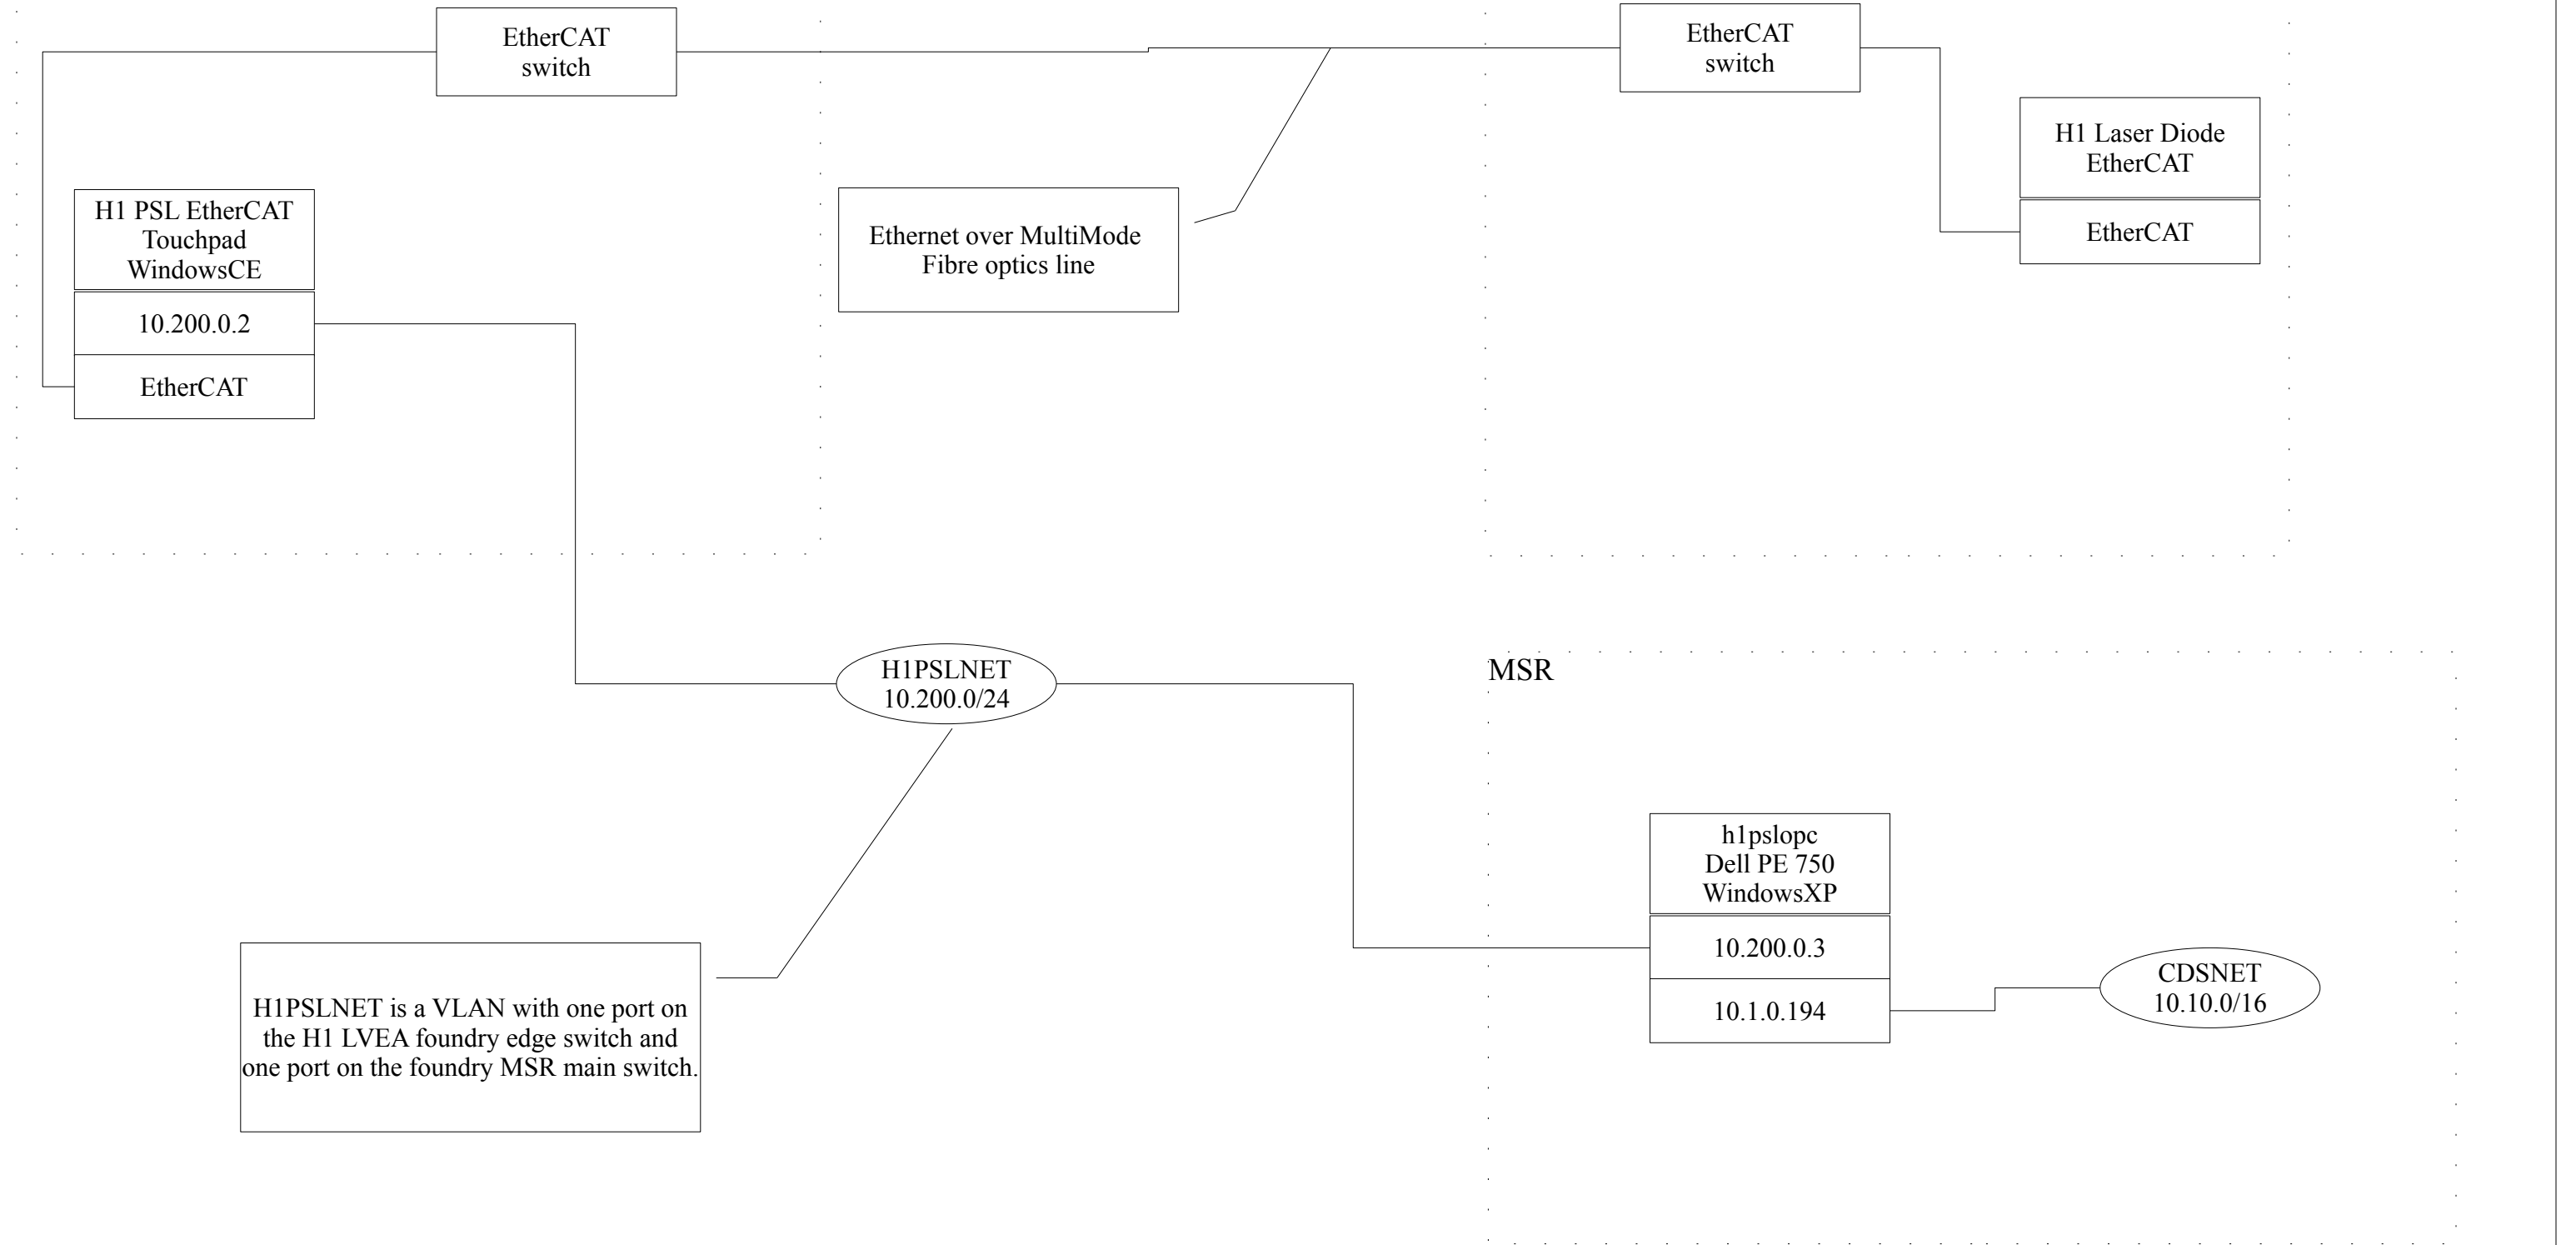 EtherCAT
switch
EtherCAT
switch
H1 Laser Diode
EtherCAT
EtherCAT
H1 PSL EtherCAT
Touchpad
WindowsCE
10.200.0.2
EtherCAT
Ethernet over MultiMode
Fibre optics line
H1PSLNET
10.200.0/24
MSR
h1pslopc
Dell PE 750
WindowsXP
10.200.0.3
10.1.0.194
CDSNET
10.10.0/16
H1PSLNET is a VLAN with one port on
the H1 LVEA foundry edge switch and
one port on the foundry MSR main switch.